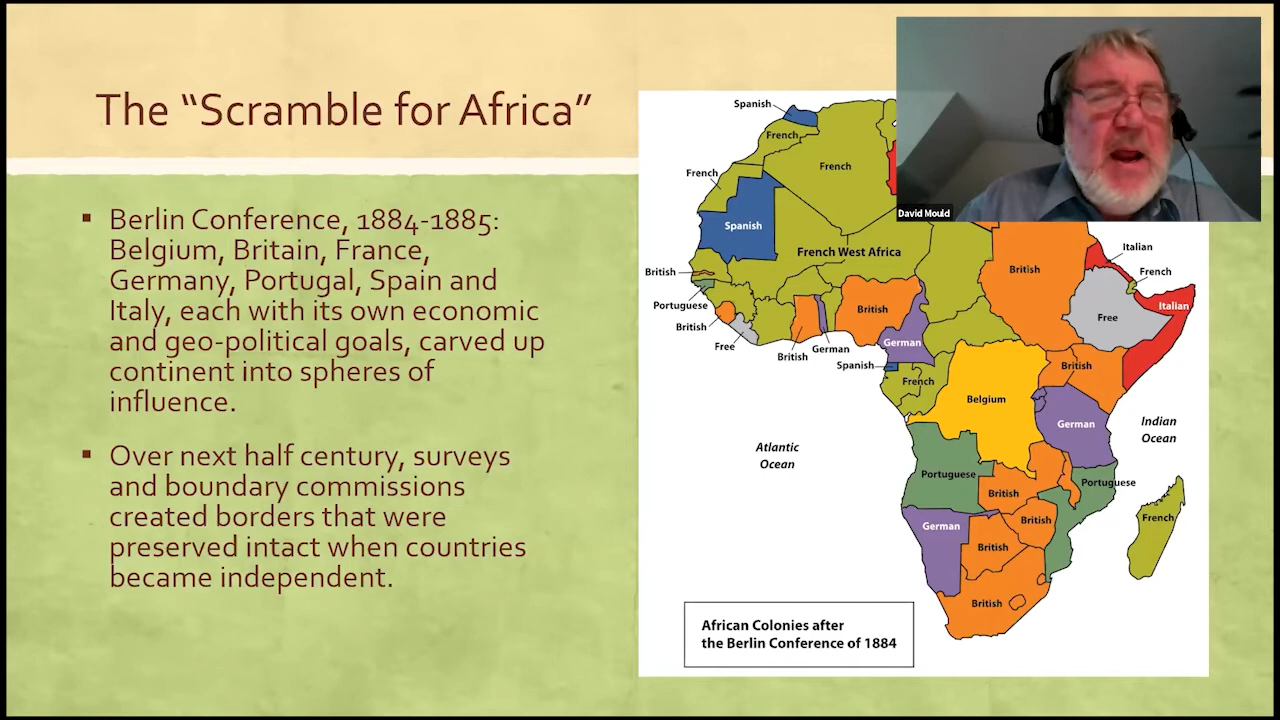 The “Scramble for Africa”
▪ Berlin Conference, 1884-1885:
Belgium, Britain, France,
Germany, Portugal, Spain and
Italy, each with its own economic
and geo-political goals, carved up
continent into spheres of
influence.
▪ Over next half century, surveys
and boundary commissions
created borders that were
preserved intact when countries
became independent.
David Mould
Spanish
French
French
French
Spanish
French West Africa
British
Portuguese
British
Free
British
German
British
German
Spanish
French
British
Italian
French
Italian
Free
British
Belgium
German
Indian
Ocean
Atlantic
Ocean
Portuguese
Portuguese
British
British
German
British
French
British
African Colonies after
the Berlin Conference of 1884